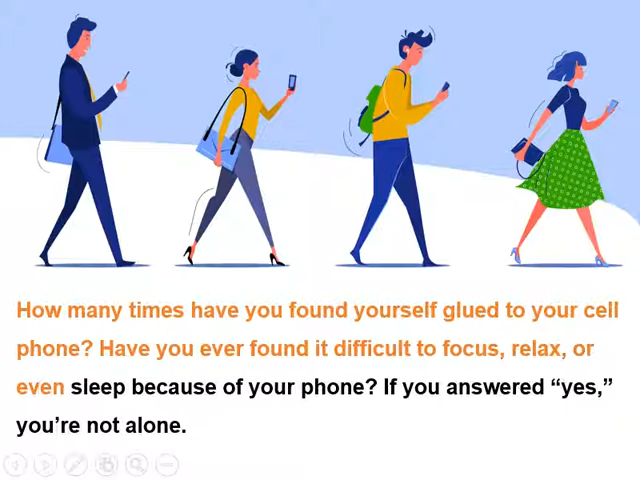 How many times have you found yourself glued to your cell
phone? Have you ever found it difficult to focus, relax, or
even sleep because of your phone? If you answered “yes,”
you’re not alone.